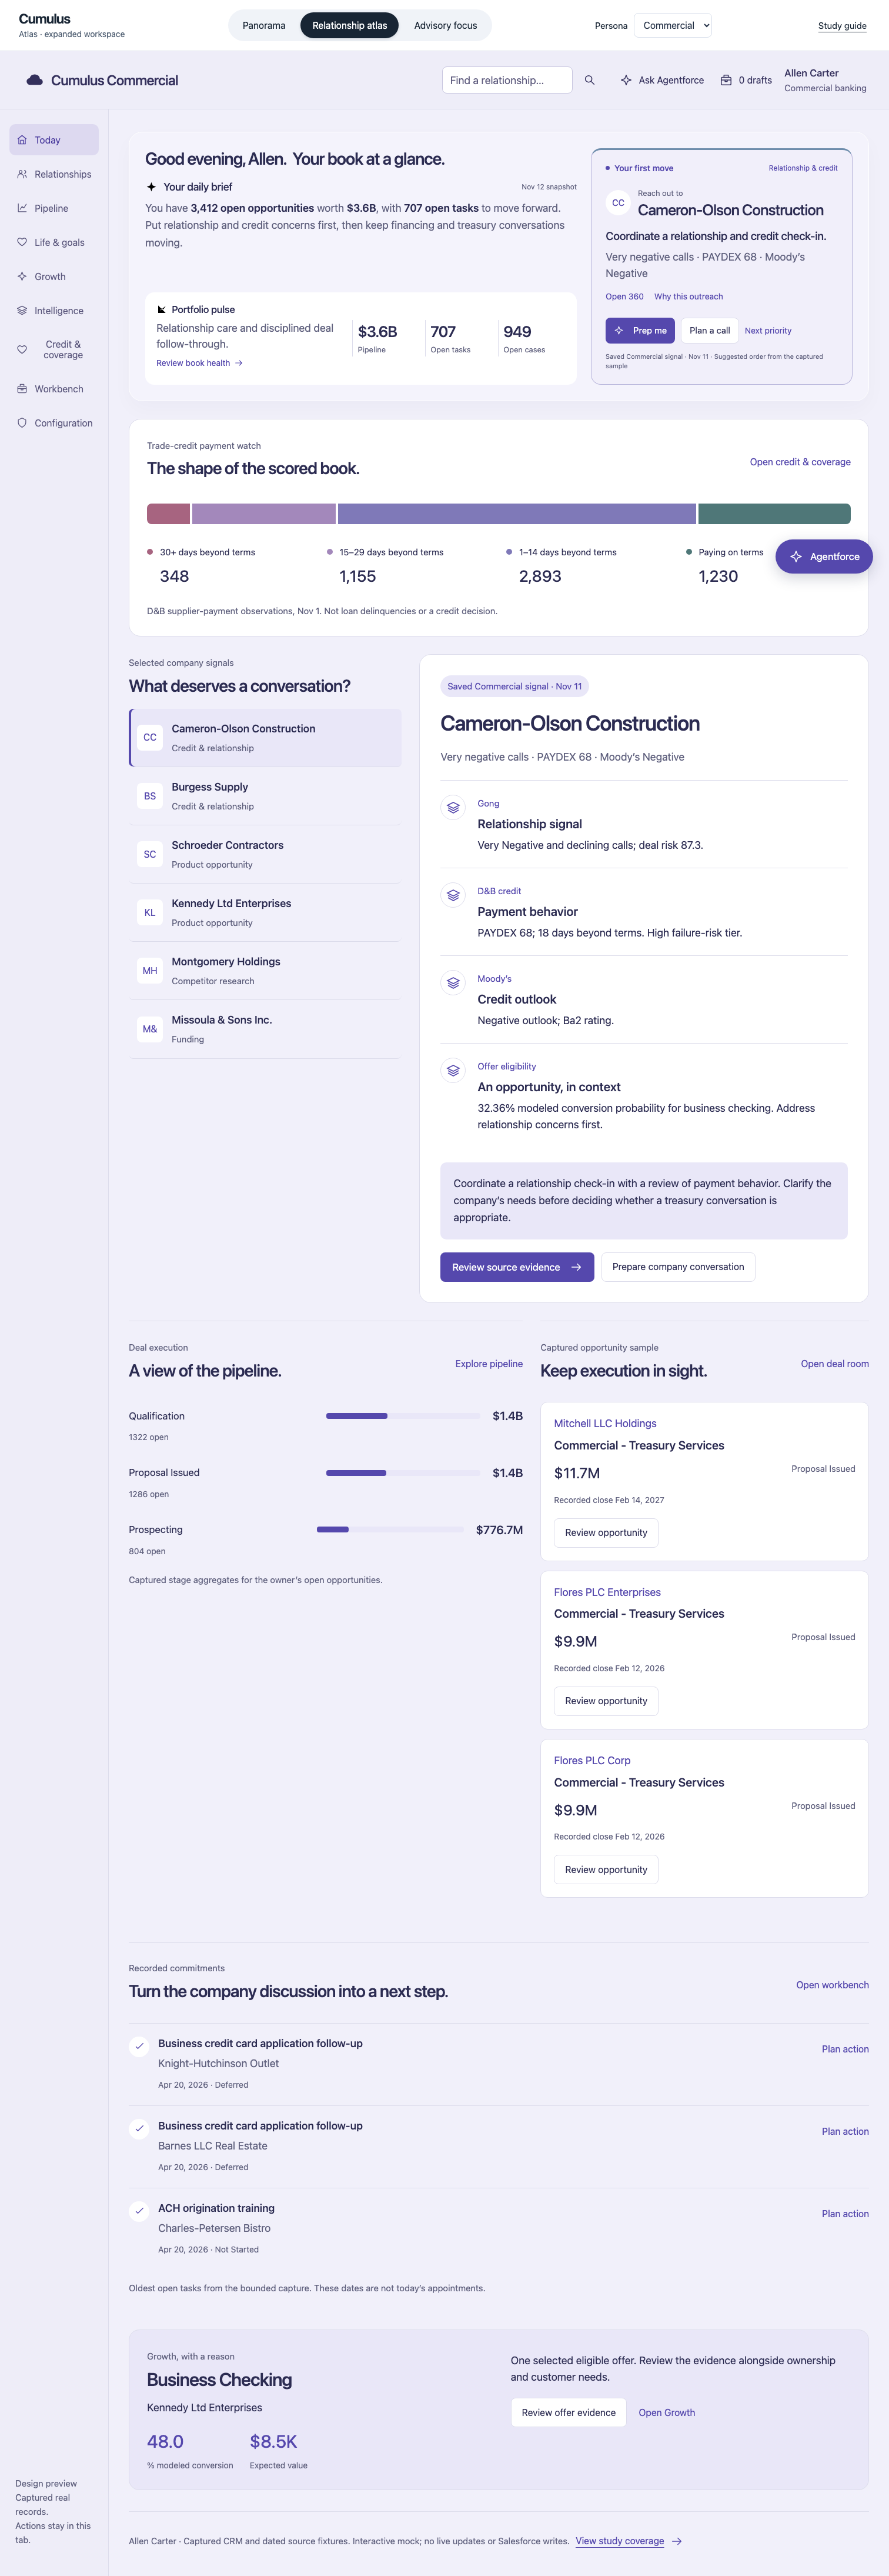 Cumulus
Atlas · expanded workspace
Panorama
Relationship atlas
Advisory focus
Persona
Commercial
Study guide
Cumulus Commercial
Find a relationship...
Ask Agentforce
0 drafts
Allen Carter
Commercial banking
Today
Relationships
Pipeline
Life & goals
Growth
Intelligence
Credit &
coverage
Workbench
Configuration
Good evening, Allen. Your book at a glance.
Your daily brief
Nov 12 snapshot
You have 3,412 open opportunities worth $3.6B, with 707 open tasks to move forward.
Put relationship and credit concerns first, then keep financing and treasury conversations
moving.
Portfolio pulse
Relationship care and disciplined deal
follow-through.
Review book health
$3.6B
Pipeline
707
Open tasks
949
Open cases
Your first move
Relationship & credit
CC
Reach out to
Cameron-Olson Construction
Coordinate a relationship and credit check-in.
Very negative calls · PAYDEX 68 · Moody's
Negative
Open 360
Why this outreach
Prep me
Plan a call
Next priority
Saved Commercial signal · Nov 11 · Suggested order from the captured
sample
Trade-credit payment watch
The shape of the scored book.
Open credit & coverage
30+ days beyond terms
348
15–29 days beyond terms
1,155
1–14 days beyond terms
2,893
Paying on terms
1,230
Agentforce
D&B supplier-payment observations, Nov 1. Not loan delinquencies or a credit decision.
Selected company signals
What deserves a conversation?
CC
Cameron-Olson Construction
Credit & relationship
BS
Burgess Supply
Credit & relationship
SC
Schroeder Contractors
Product opportunity
KL
Kennedy Ltd Enterprises
Product opportunity
MH
Montgomery Holdings
Competitor research
M&
Missoula & Sons Inc.
Funding
Saved Commercial signal · Nov 11
Cameron-Olson Construction
Very negative calls · PAYDEX 68 · Moody's Negative
Gong
Relationship signal
Very Negative and declining calls; deal risk 87.3.
D&B credit
Payment behavior
PAYDEX 68; 18 days beyond terms. High failure-risk tier.
Moody's
Credit outlook
Negative outlook; Ba2 rating.
Offer eligibility
An opportunity, in context
32.36% modeled conversion probability for business checking. Address
relationship concerns first.
Coordinate a relationship check-in with a review of payment behavior. Clarify the
company's needs before deciding whether a treasury conversation is
appropriate.
Review source evidence
Prepare company conversation
Deal execution
A view of the pipeline.
Explore pipeline
Qualification
1322 open
$1.4B
Proposal Issued
1286 open
$1.4B
Prospecting
804 open
$776.7M
Captured stage aggregates for the owner's open opportunities.
Captured opportunity sample
Keep execution in sight.
Open deal room
Mitchell LLC Holdings
Commercial - Treasury Services
$11.7M
Proposal Issued
Recorded close Feb 14, 2027
Review opportunity
Flores PLC Enterprises
Commercial - Treasury Services
$9.9M
Proposal Issued
Recorded close Feb 12, 2026
Review opportunity
Flores PLC Corp
Commercial - Treasury Services
$9.9M
Proposal Issued
Recorded close Feb 12, 2026
Review opportunity
Recorded commitments
Turn the company discussion into a next step.
Open workbench
Business credit card application follow-up
Knight-Hutchinson Outlet
Apr 20, 2026 · Deferred
Plan action
Business credit card application follow-up
Barnes LLC Real Estate
Apr 20, 2026 · Deferred
Plan action
ACH origination training
Charles-Petersen Bistro
Apr 20, 2026 · Not Started
Plan action
Oldest open tasks from the bounded capture. These dates are not today's appointments.
Growth, with a reason
Business Checking
Kennedy Ltd Enterprises
48.0
% modeled conversion
$8.5K
Expected value
One selected eligible offer. Review the evidence alongside ownership
and customer needs.
Review offer evidence
Open Growth
Design preview
Captured real
records.
Actions stay in this
tab.
Allen Carter · Captured CRM and dated source fixtures. Interactive mock; no live updates or Salesforce writes.
View study coverage